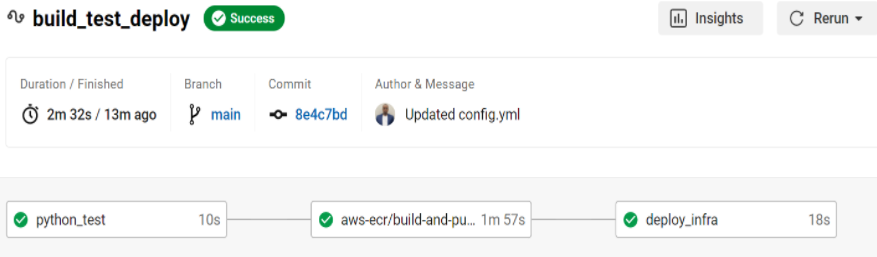 build_test_deploy Success Insights Rerun
Duration / Finished Branch Commit Author & Message
2m 32s / 13m ago main 8e4c7bd Updated config.yml
python_test 10s aws-ecr/build-and-pu... 1m 57s deploy_infra 18s